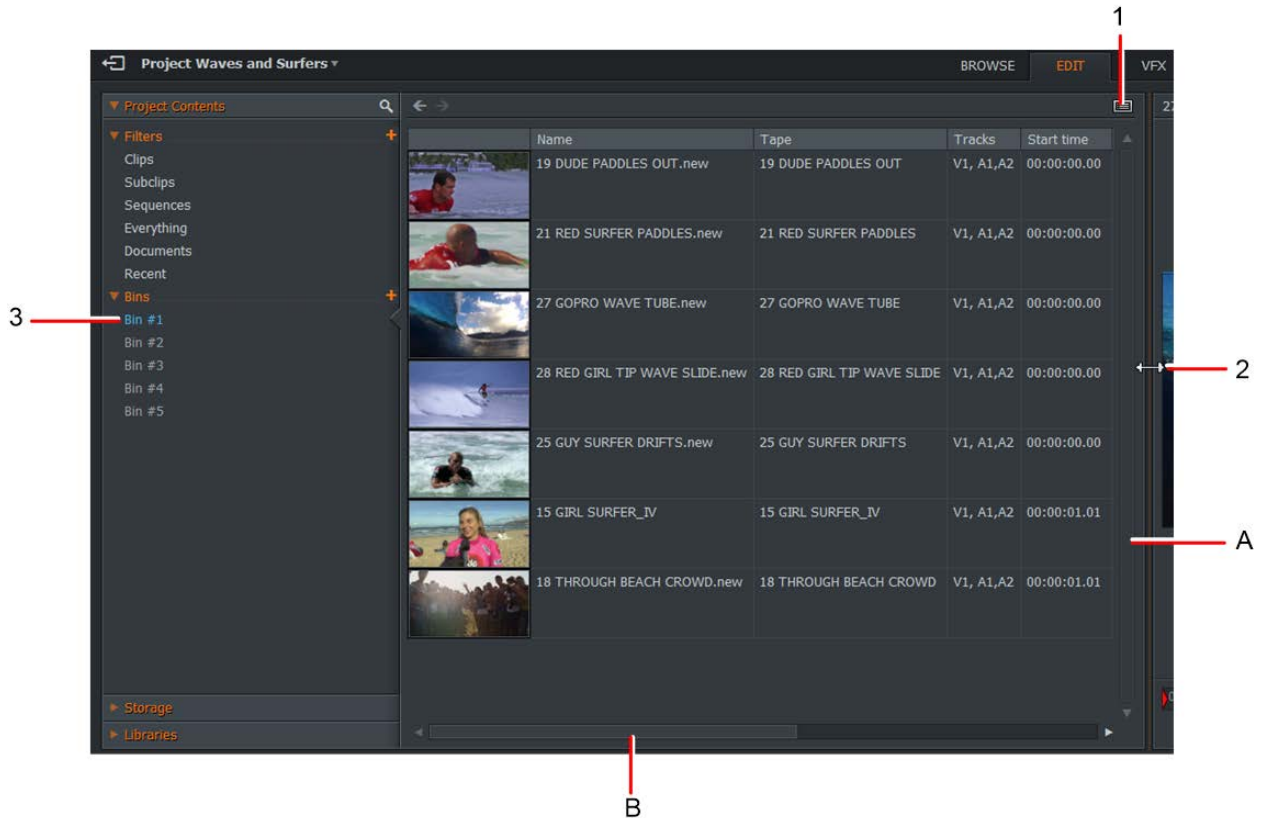 1
Project Waves and Surfers
BROWSE EDIT VFX
Project Contents
27
Filters +
Name Tape Tracks Start time
Clips
19 DUDE PADDLES OUT.new 19 DUDE PADDLES OUT V1, A1,A2 00:00:00.00
Subclips
Sequences
Everything
21 RED SURFER PADDLES.new 21 RED SURFER PADDLES V1, A1,A2 00:00:00.00
Documents
Recent
Bins +
27 GOPRO WAVE TUBE.new 27 GOPRO WAVE TUBE V1, A1,A2 00:00:00.00
3
Bin #1
Bin #2
Bin #3
28 RED GIRL TIP WAVE SLIDE.new 28 RED GIRL TIP WAVE SLIDE V1, A1,A2 00:00:00.00
2
Bin #4
Bin #5
25 GUY SURFER DRIFTS.new 25 GUY SURFER DRIFTS V1, A1,A2 00:00:00.00
15 GIRL SURFER_IV 15 GIRL SURFER_IV V1, A1,A2 00:00:01.01
A
18 THROUGH BEACH CROWD.new 18 THROUGH BEACH CROWD V1, A1,A2 00:00:01.01
Storage
Libraries
B